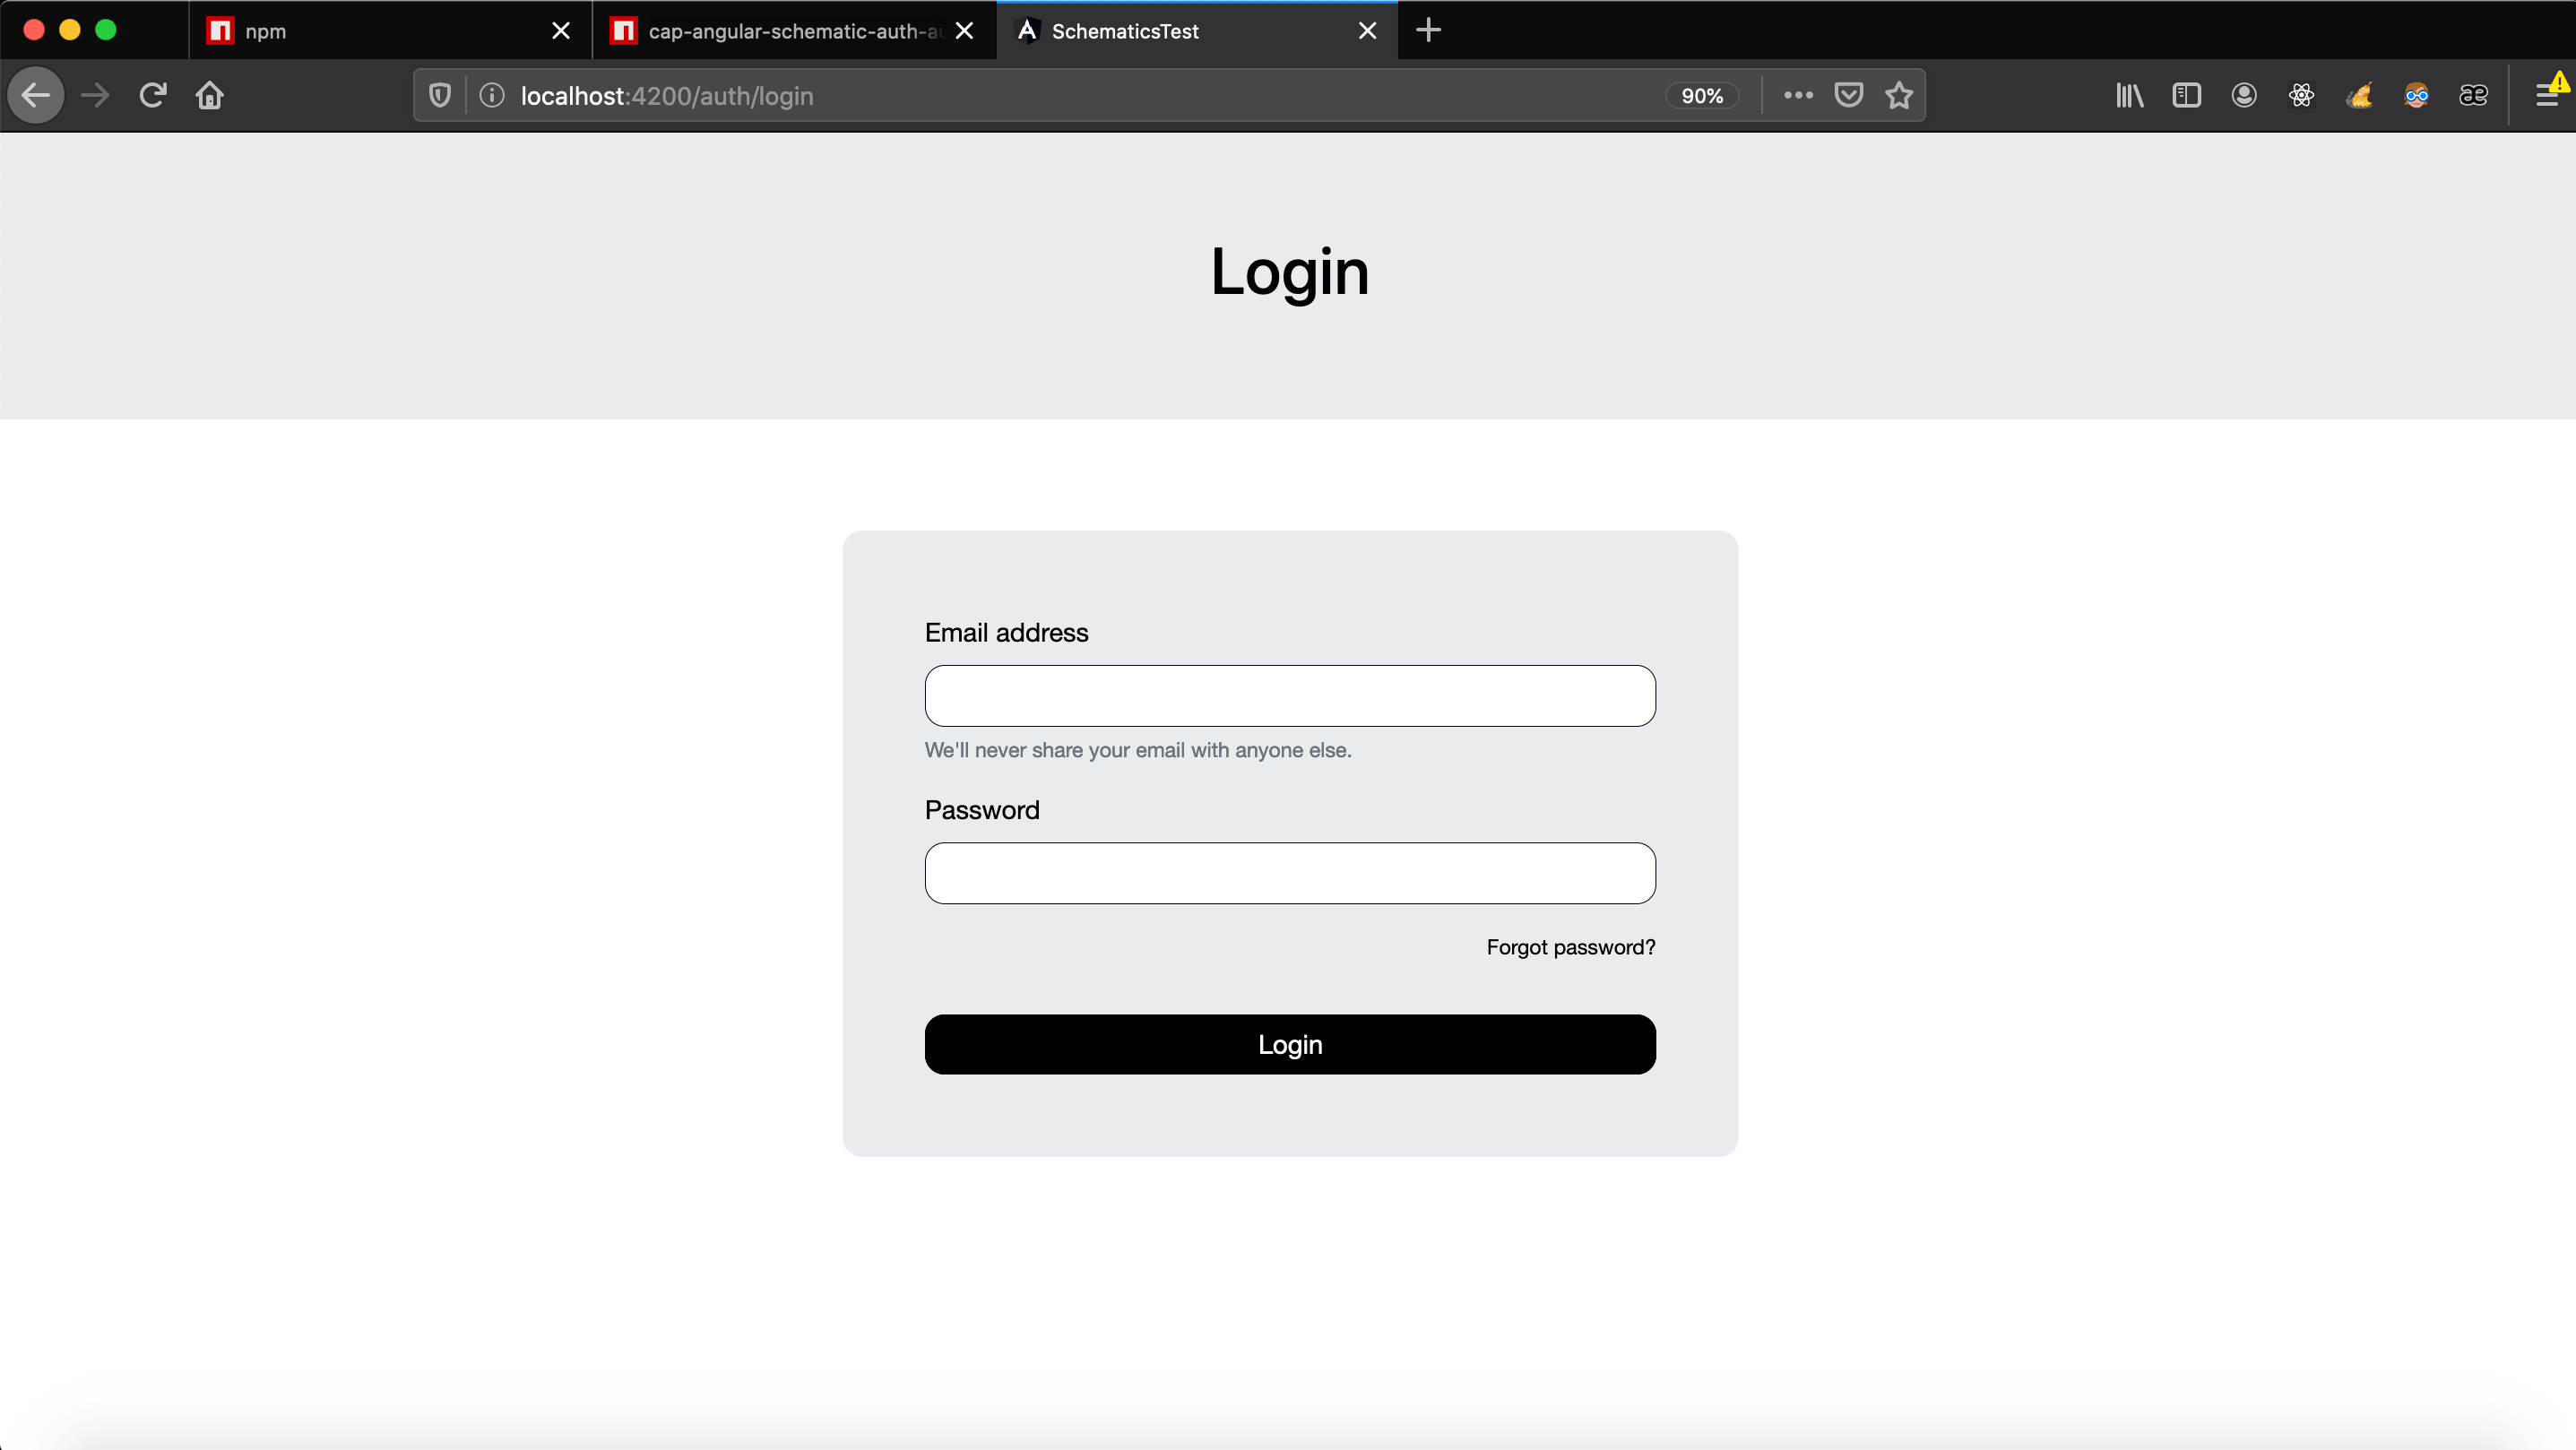 npm
cap-angular-schematic-auth-au
SchematicsTest
localhost:4200/auth/login
90%
Login
Email address
We'll never share your email with anyone else.
Password
Forgot password?
Login